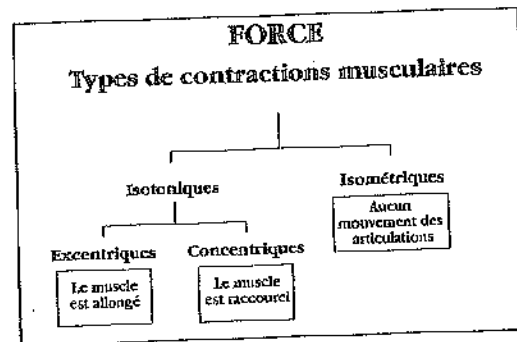 FORCE
Types de contractions musculaires
Isotoniques
Isométriques
Aucun
mouvement des
articulations
Excentriques
Concentriques
Le muscle
est allongé
Le muscle
est raccourci